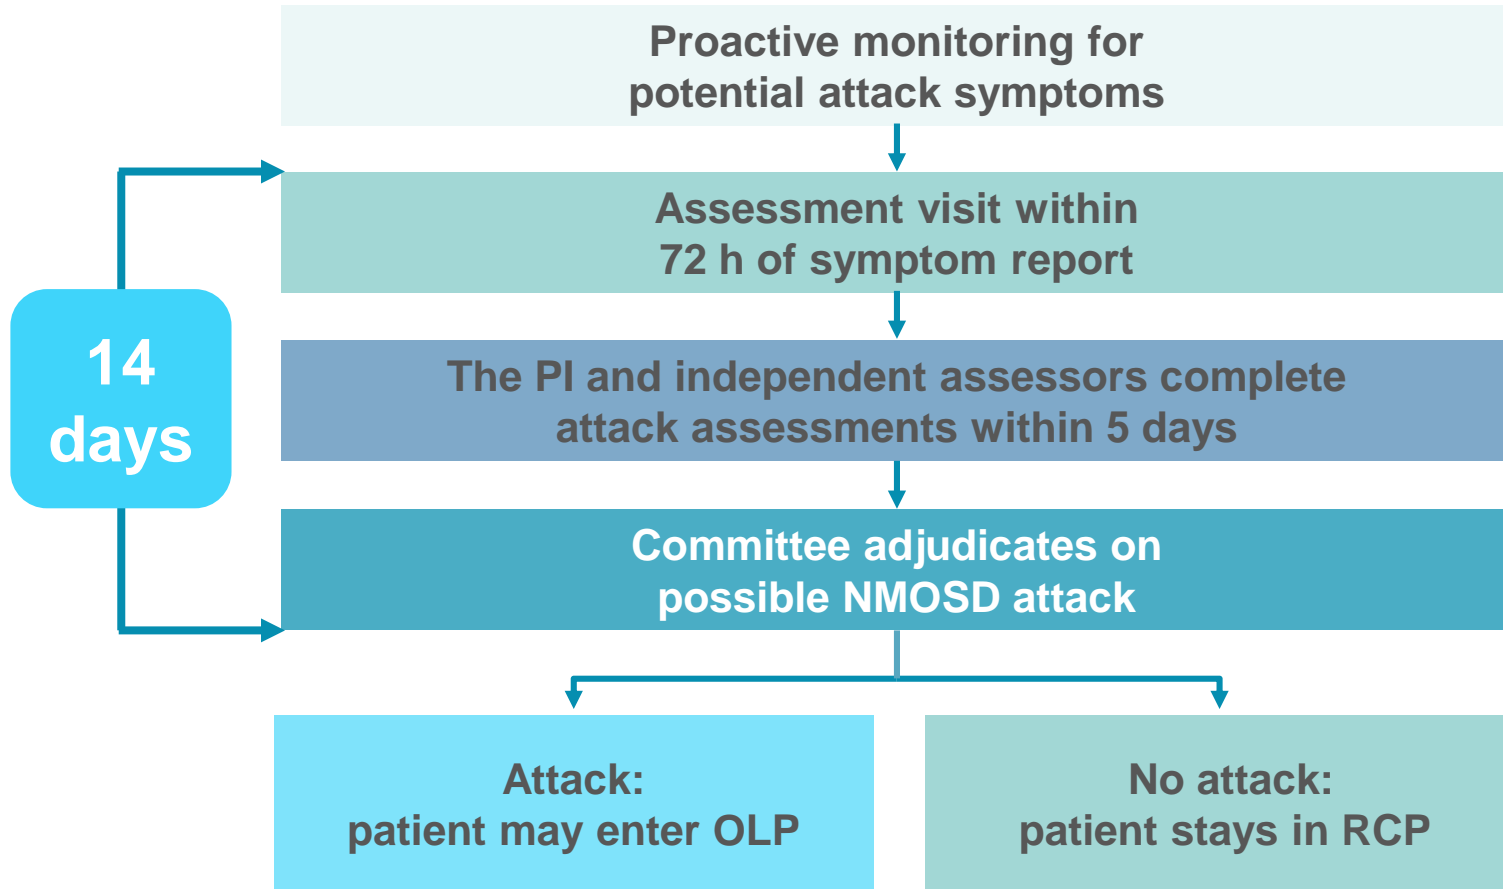 Proactive monitoring for
potential attack symptoms
Assessment visit within
72 h of symptom report
14
days
The PI and independent assessors complete
attack assessments within 5 days
Committee adjudicates on
possible NMOSD attack
Attack:
patient may enter OLP
No attack:
patient stays in RCP